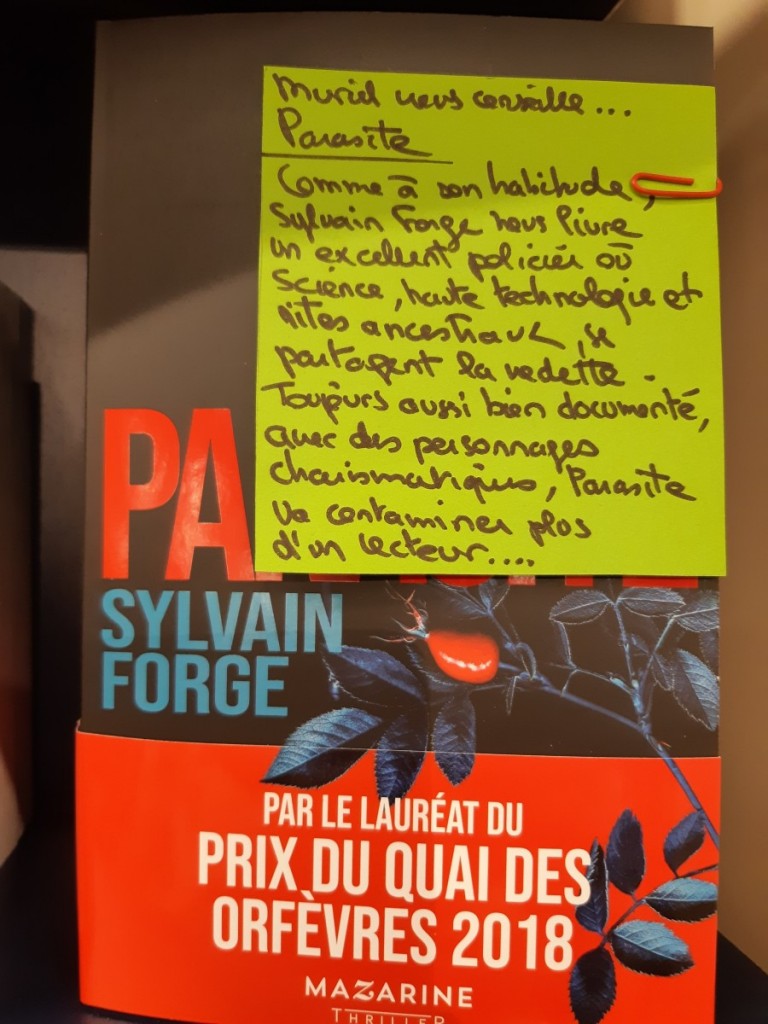 Muriel vous conseille...
Parasite
Comme à son habitude,
Sylvain Forge nous livre
un excellent policier où
Science, haute technologie et
rites ancestraux, se
partagent la vedette.
Toujours aussi bien documenté,
avec des personnages
charismatiques, Parasite
va contaminer plus
d'un lecteur....
PA
SYLVAIN
FORGE
PAR LE LAURÉAT DU
PRIX DU QUAI DES
ORFÈVRES 2018
MAZARINE
THRILLER